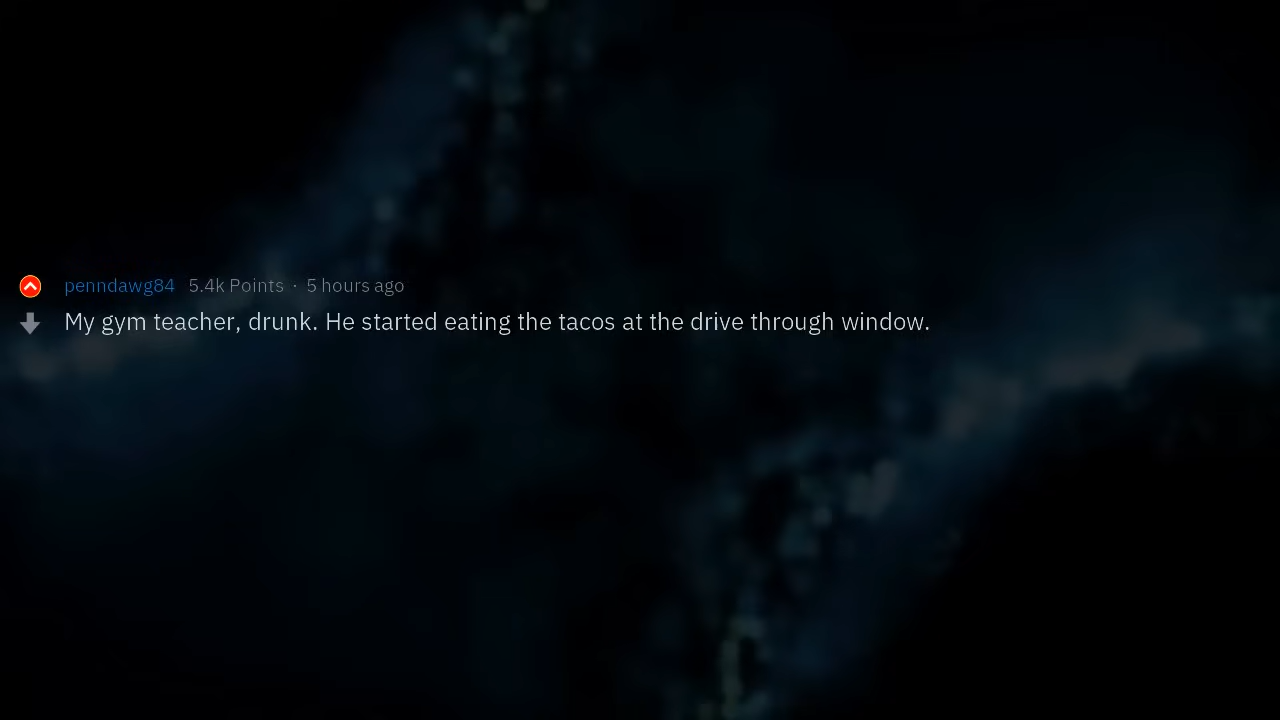 penndawg84 5.4k Points · 5 hours ago
My gym teacher, drunk. He started eating the tacos at the drive through window.